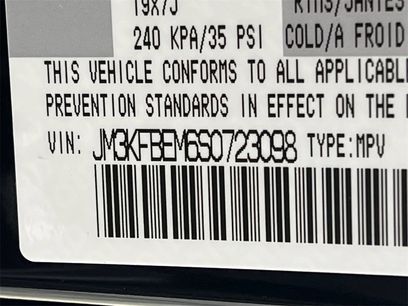 19X7J
240 KPA/35 PSI COLD/A FROID
THIS VEHICLE CONFORMS TO ALL APPLICABLE
PREVENTION STANDARDS IN EFFECT ON THE
VIN: JM3KFBEM6S0723098 TYPE:MPV